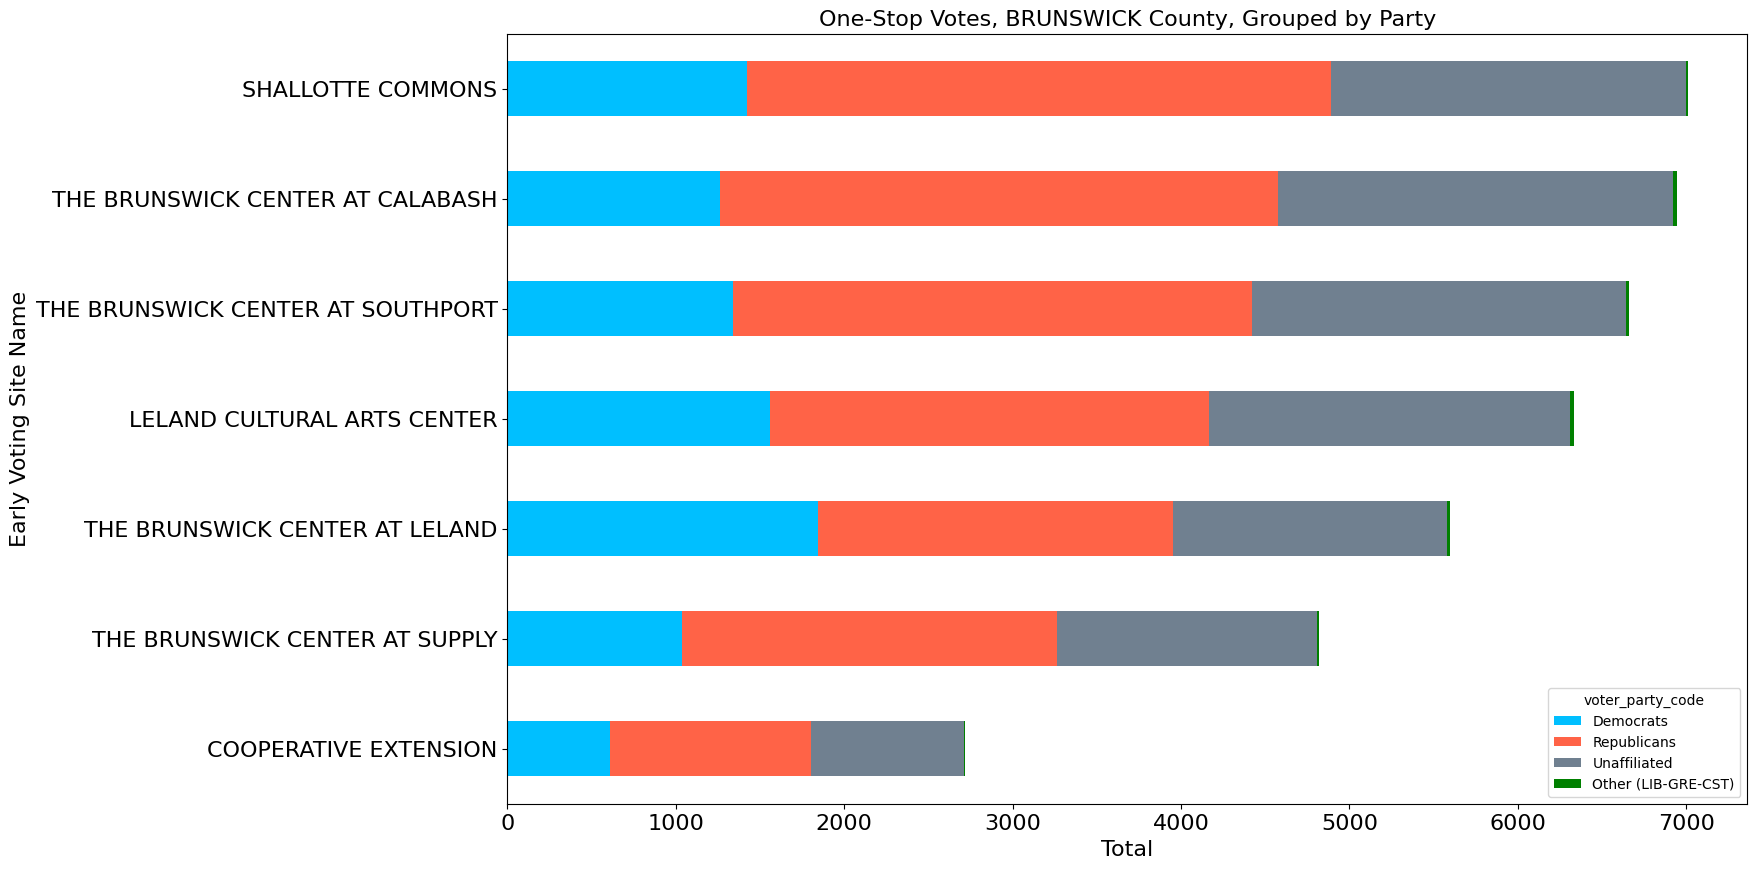 One-Stop Votes, BRUNSWICK County, Grouped by Party
Early Voting Site Name
SHALLOTTE COMMONS
THE BRUNSWICK CENTER AT CALABASH
THE BRUNSWICK CENTER AT SOUTHPORT
LELAND CULTURAL ARTS CENTER
THE BRUNSWICK CENTER AT LELAND
THE BRUNSWICK CENTER AT SUPPLY
COOPERATIVE EXTENSION
voter_party_code
Democrats
Republicans
Unaffiliated
Other (LIB-GRE-CST)
0 1000 2000 3000 4000 5000 6000 7000
Total